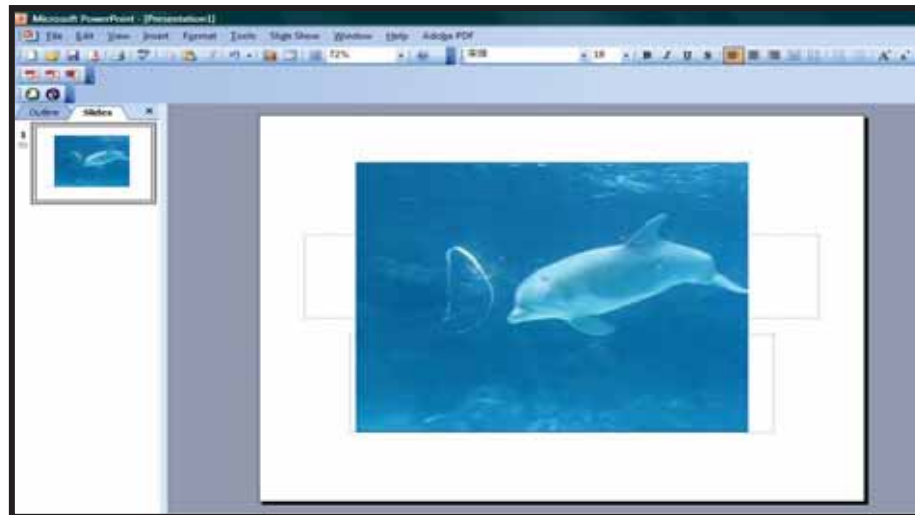 Microsoft PowerPoint - [Presentation1]
File Edit View Insert Format Tools Slide Show Window Help Adobe PDF
72% 18 B I U S A A
Outline Slides ×
1